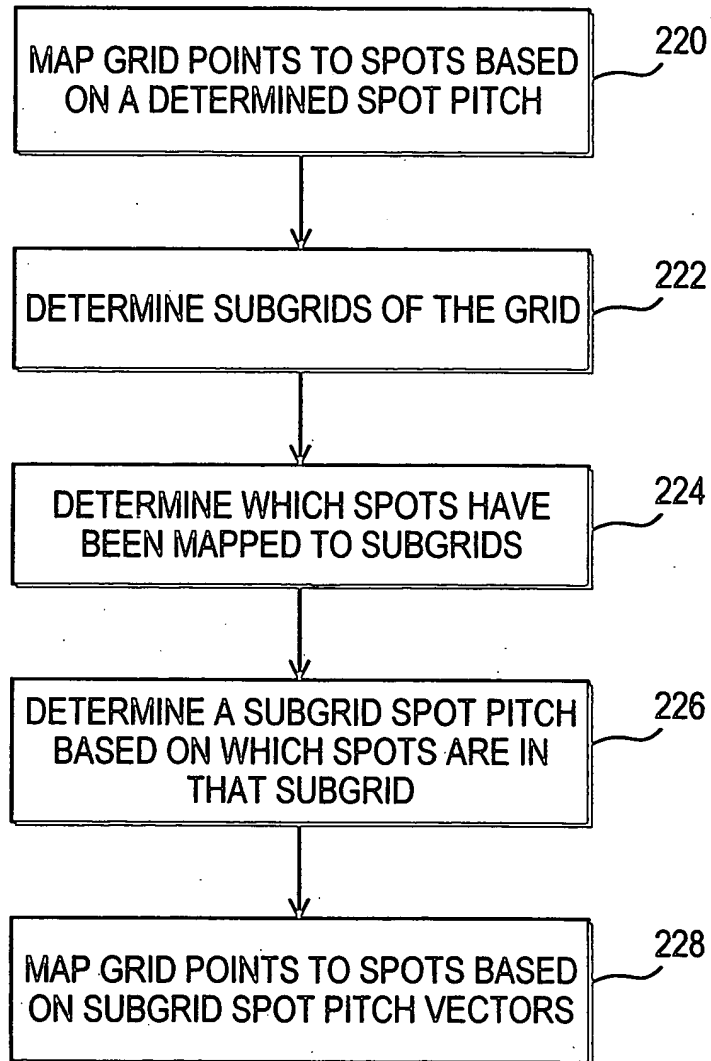 MAP GRID POINTS TO SPOTS BASED
ON A DETERMINED SPOT PITCH
220
DETERMINE SUBGRIDS OF THE GRID
222
DETERMINE WHICH SPOTS HAVE
BEEN MAPPED TO SUBGRIDS
224
DETERMINE A SUBGRID SPOT PITCH
BASED ON WHICH SPOTS ARE IN
THAT SUBGRID
226
MAP GRID POINTS TO SPOTS BASED
ON SUBGRID SPOT PITCH VECTORS
228